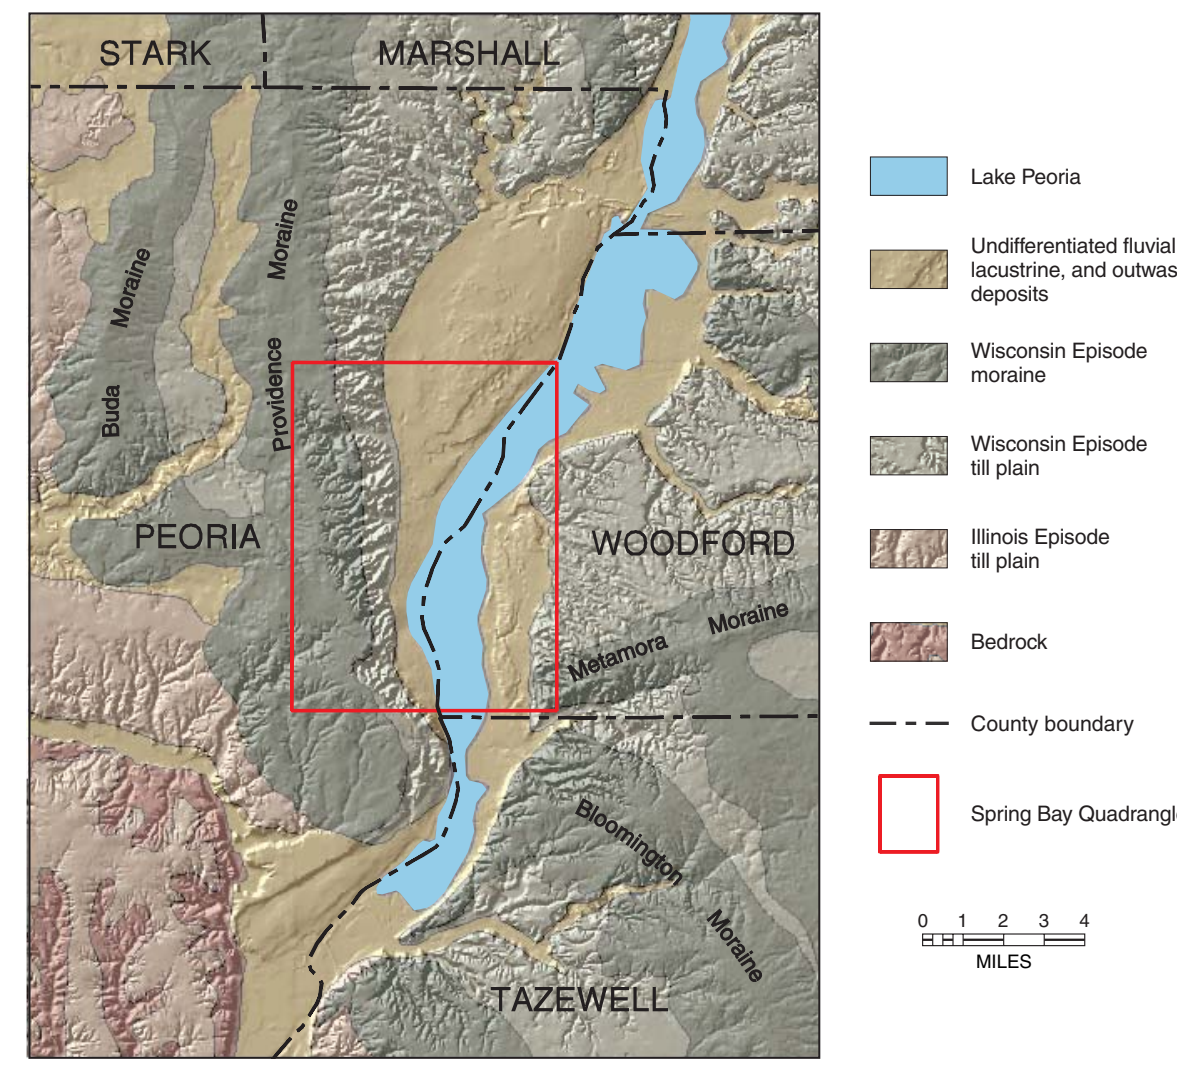 STARK
MARSHALL
Moraine
Buda
Moraine
Providence
PEORIA
WOODFORD
Metamora
Moraine
Bloomington
Moraine
TAZEWELL
Lake Peoria
Undifferentiated fluvial
lacustrine, and outwas
deposits
Wisconsin Episode
moraine
Wisconsin Episode
till plain
Illinois Episode
till plain
Bedrock
County boundary
Spring Bay Quadrangl
0 1 2 3 4
MILES